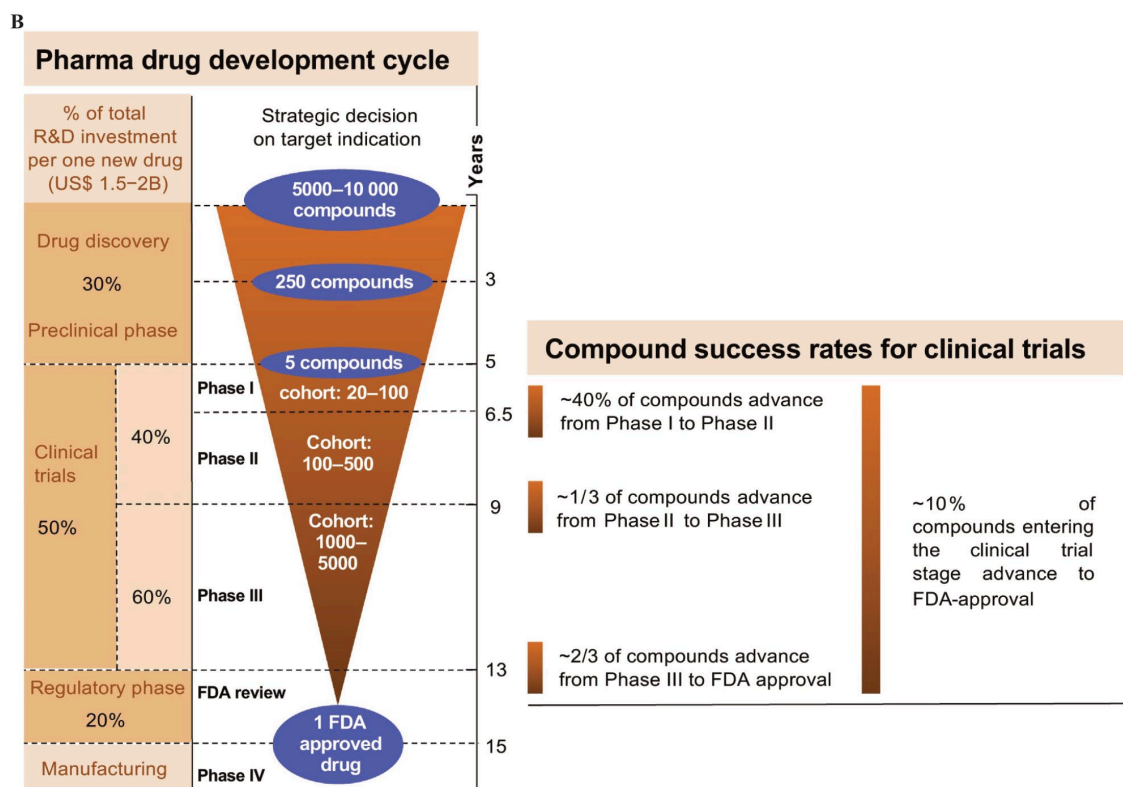 B
Pharma drug development cycle
% of total
R&D investment
per one new drug
(US$ 1.5−2B)
Strategic decision
on target indication
Years
5000–10 000
compounds
Drug discovery
30%
250 compounds
3
Preclinical phase
5 compounds
5
Phase I
cohort: 20–100
6.5
40%
Clinical
trials
50%
Phase II
Cohort:
100–500
9
Cohort:
1000–
5000
60%
Phase III
13
Regulatory phase
20%
FDA review
1 FDA
approved
drug
15
Manufacturing
Phase IV
Compound success rates for clinical trials
~40% of compounds advance
from Phase I to Phase II
~1/3 of compounds advance
from Phase II to Phase III
~2/3 of compounds advance
from Phase III to FDA approval
~10% of
compounds entering
the clinical trial
stage advance to
FDA-approval